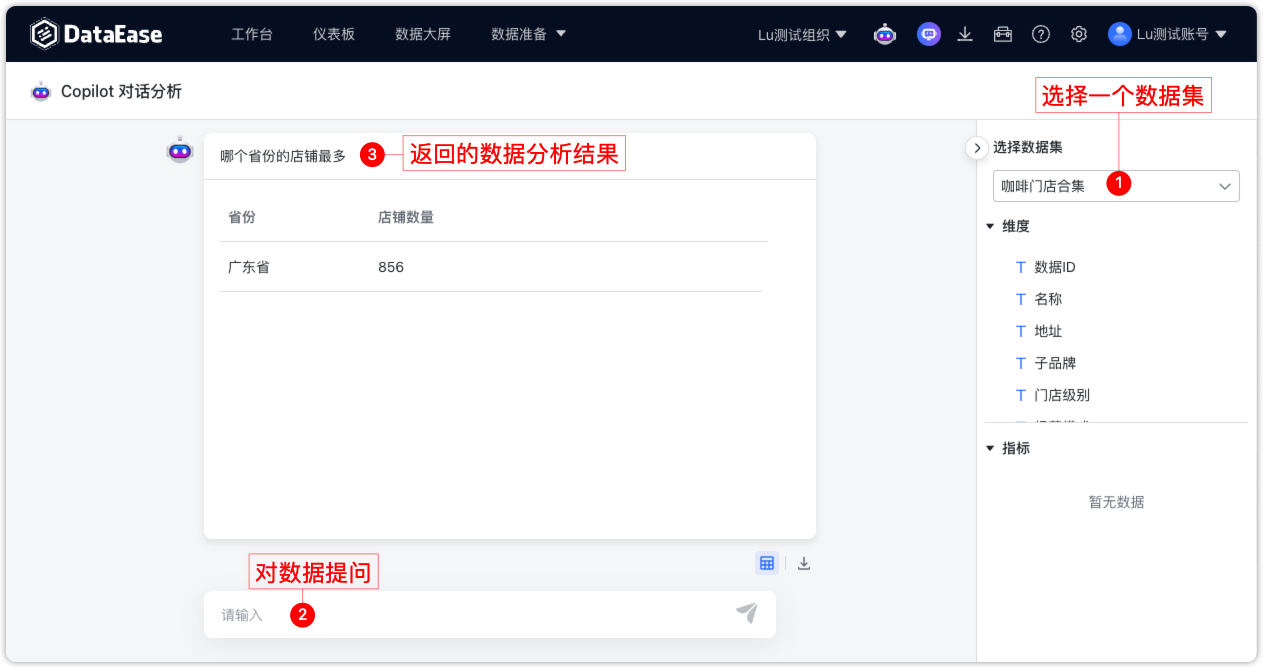 DataEase 工作台 仪表板 数据大屏 数据准备 Lu测试组织 Lu测试账号
Copilot 对话分析
选择一个数据集
哪个省份的店铺最多 3 返回的数据分析结果
省份 店铺数量
广东省 856
对数据提问
请输入 2
选择数据集
咖啡门店合集 1
维度
T 数据ID
T 名称
T 地址
T 子品牌
T 门店级别
指标
暂无数据